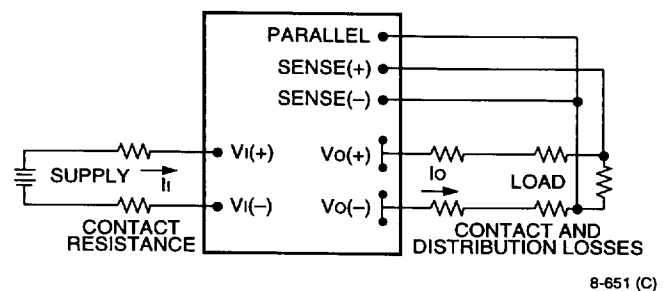 PARALLEL
SENSE(+)
SENSE(–)
VI(+)
VO(+)
SUPPLY
II
IO
LOAD
VI(–)
VO(–)
CONTACT
RESISTANCE
CONTACT AND
DISTRIBUTION LOSSES
8-651 (C)